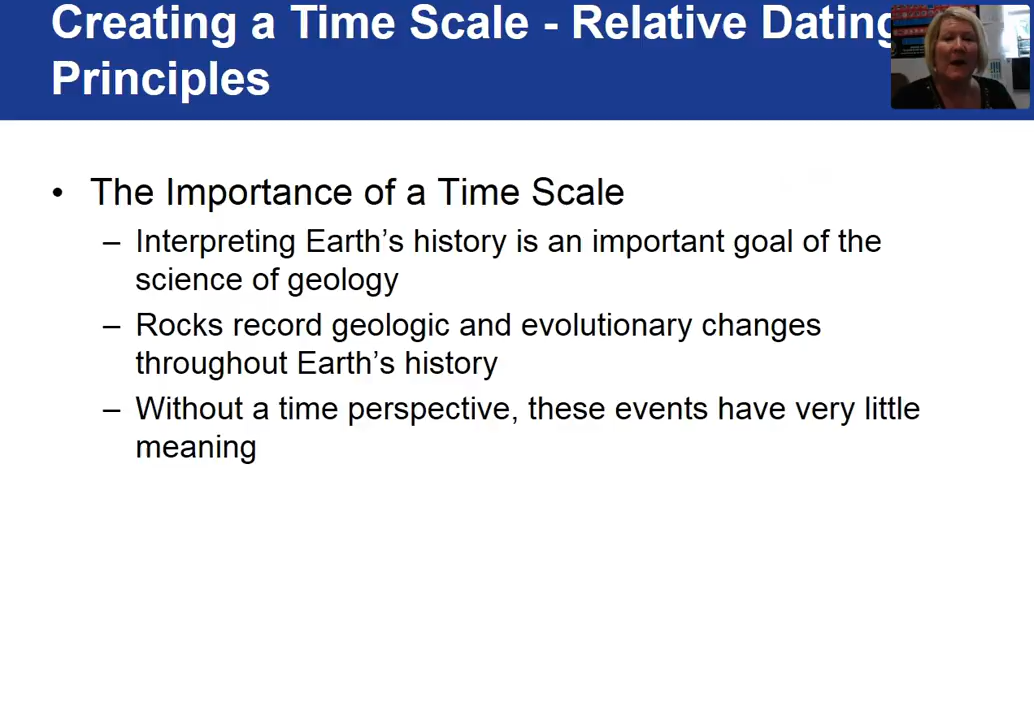 Creating a Time Scale - Relative Dating
Principles
• The Importance of a Time Scale
– Interpreting Earth’s history is an important goal of the
science of geology
– Rocks record geologic and evolutionary changes
throughout Earth’s history
– Without a time perspective, these events have very little
meaning